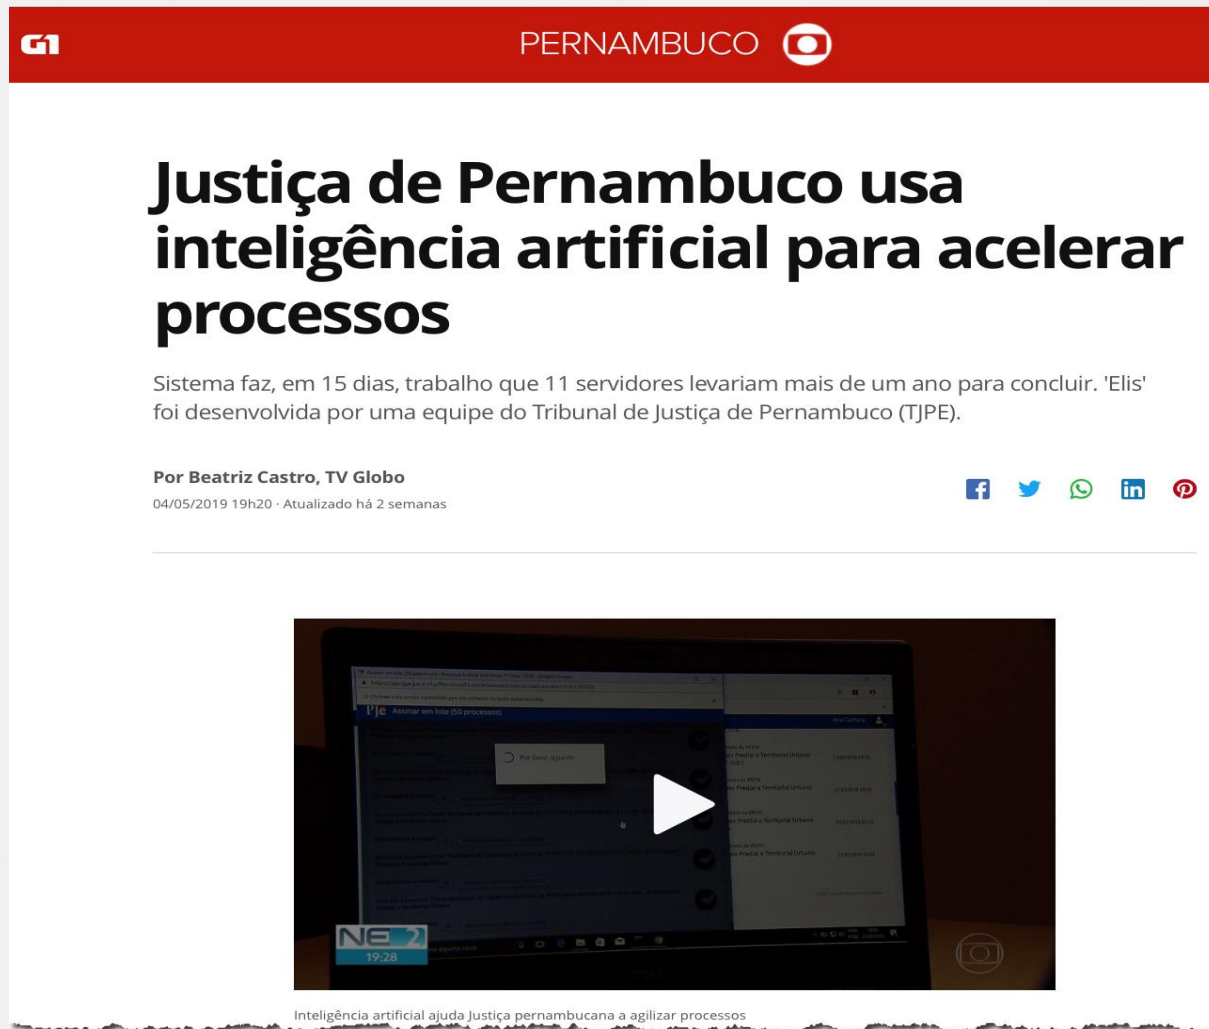 G1
PERNAMBUCO
Justiça de Pernambuco usa
inteligência artificial para acelerar
processos
Sistema faz, em 15 dias, trabalho que 11 servidores levariam mais de um ano para concluir. 'Elis'
foi desenvolvida por uma equipe do Tribunal de Justiça de Pernambuco (TJPE).
Por Beatriz Castro, TV Globo
04/05/2019 19h20 · Atualizado há 2 semanas
PJe Assinar em lote (50 processos)
Por favor aguarde
NE 2
19:28
Inteligência artificial ajuda Justiça pernambucana a agilizar processos